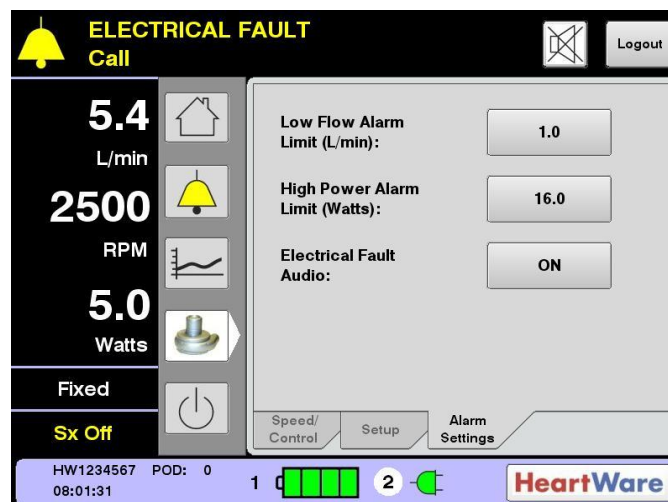 ELECTRICAL FAULT
Call
Logout
5.4
L/min
2500
RPM
5.0
Watts
Fixed
Sx Off
Low Flow Alarm
Limit (L/min):
1.0
High Power Alarm
Limit (Watts):
16.0
Electrical Fault
Audio:
ON
Speed/
Control
Setup
Alarm
Settings
HW1234567 POD: 0
08:01:31
1
2
HeartWare